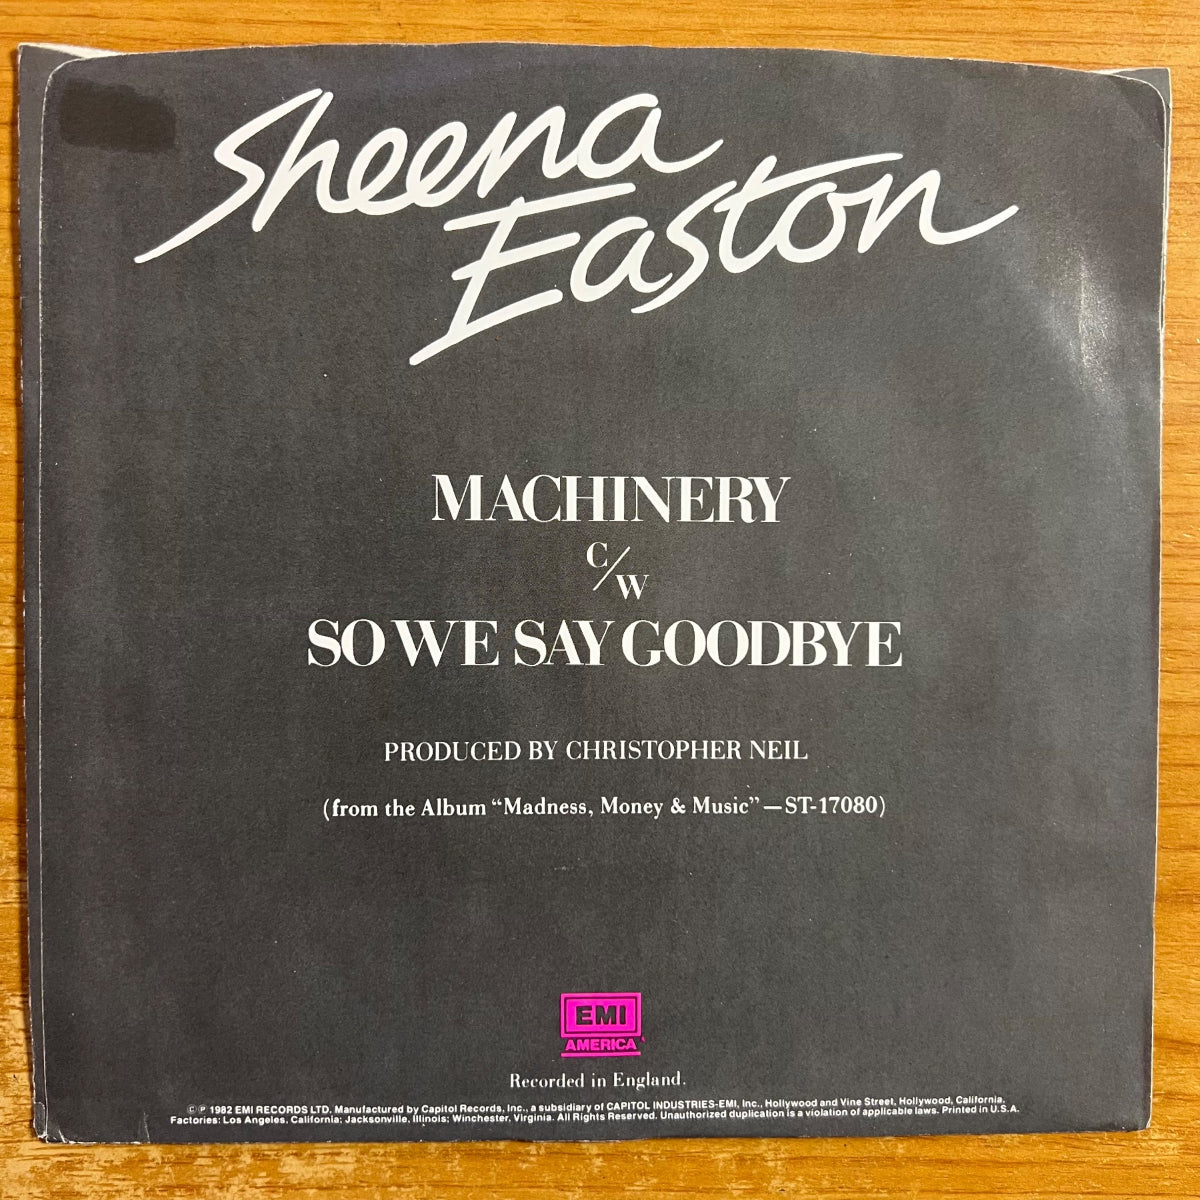 Sheena
Easton
MACHINERY
C/W
SO WE SAY GOODBYE
PRODUCED BY CHRISTOPHER NEIL
(from the Album “Madness, Money & Music”—ST-17080)
EMI
AMERICA
Recorded in England.
© ℗ 1982 EMI RECORDS LTD. Manufactured by Capitol Records, Inc., a subsidiary of CAPITOL INDUSTRIES-EMI, Inc., Hollywood and Vine Street, Hollywood, California.
Factories: Los Angeles, California; Jacksonville, Illinois; Winchester, Virginia. All Rights Reserved. Unauthorized duplication is a violation of applicable laws. Printed in U.S.A.